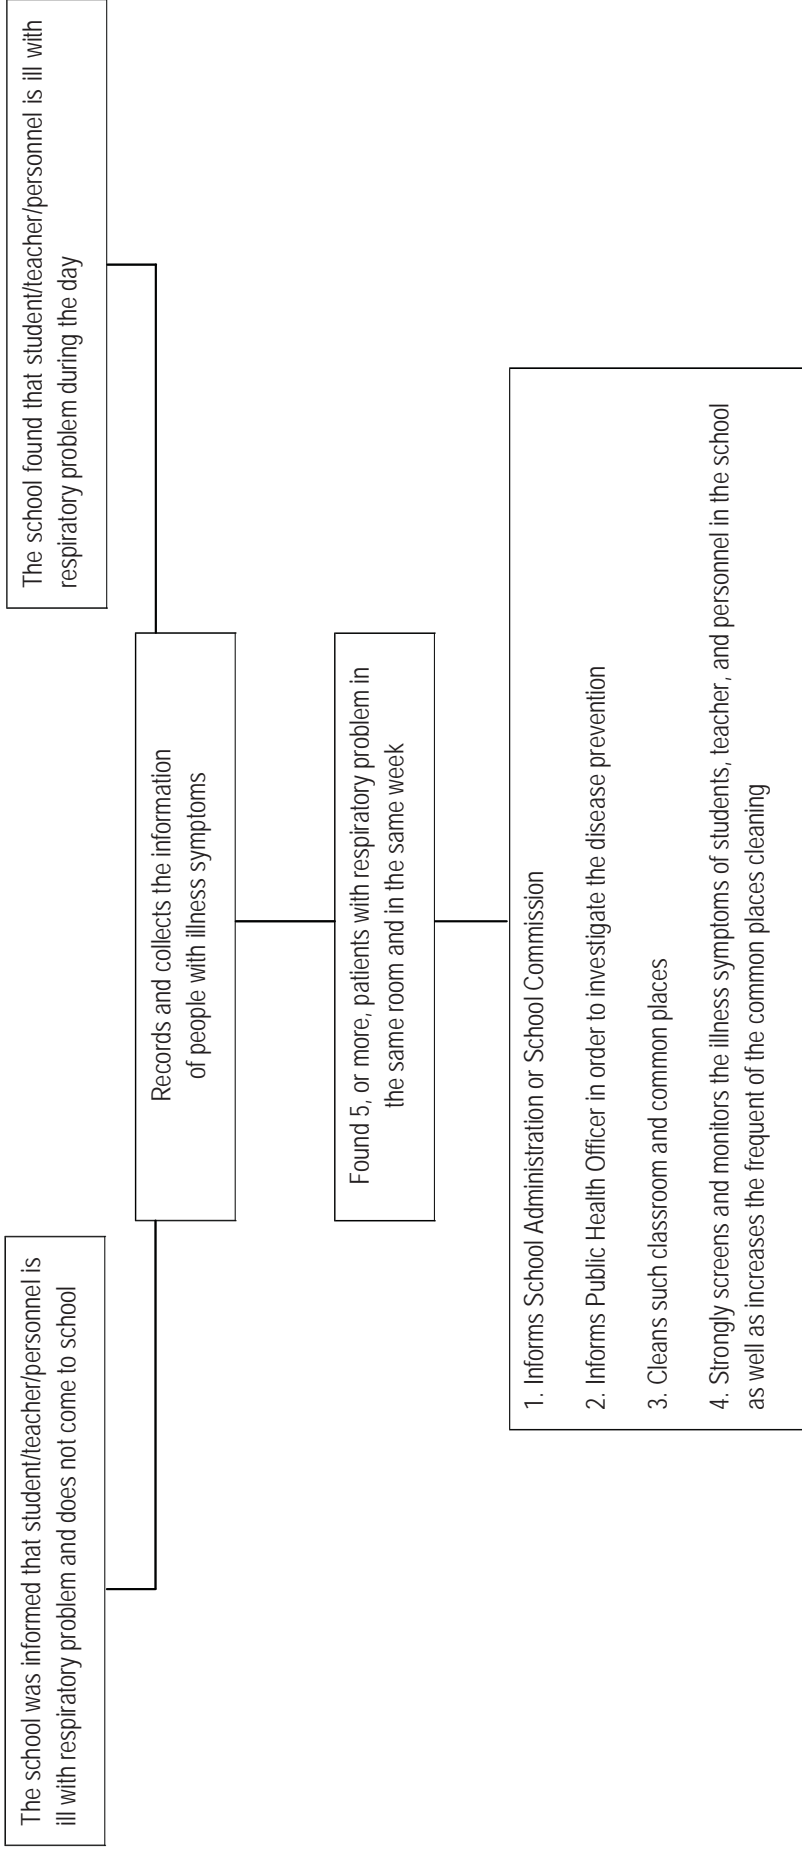 The school was informed that student/teacher/personnel is
ill with respiratory problem and does not come to school
The school found that student/teacher/personnel is ill with
respiratory problem during the day
Records and collects the information
of people with illness symptoms
Found 5, or more, patients with respiratory problem in
the same room and in the same week
1. Informs School Administration or School Commission
2. Informs Public Health Officer in order to investigate the disease prevention
3. Cleans such classroom and common places
4. Strongly screens and monitors the illness symptoms of students, teacher, and personnel in the school
as well as increases the frequent of the common places cleaning